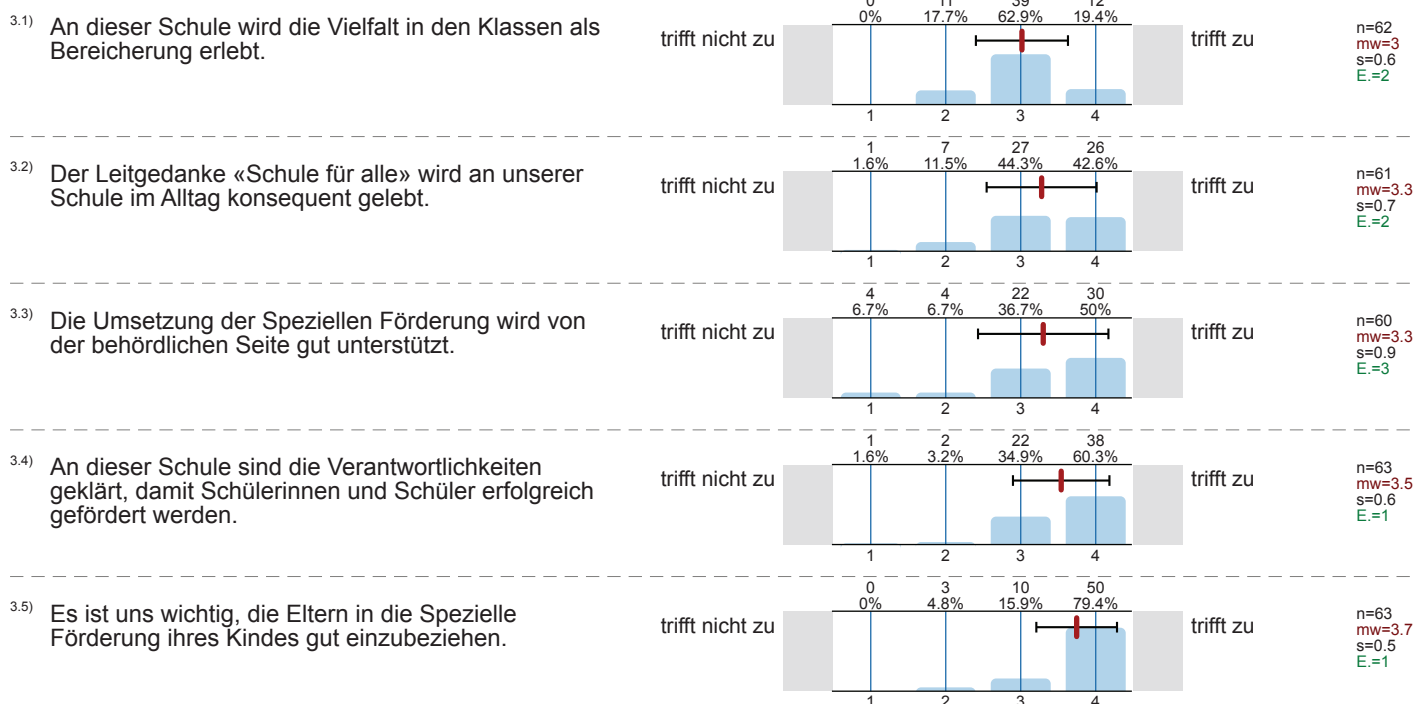 0 11 39 12
0% 17.7% 62.9% 19.4%
3.1) An dieser Schule wird die Vielfalt in den Klassen als
Bereicherung erlebt.
trifft nicht zu
trifft zu
n=62
mw=3
s=0.6
E.=2
1 2 3 4
1 7 27 26
1.6% 11.5% 44.3% 42.6%
3.2) Der Leitgedanke «Schule für alle» wird an unserer
Schule im Alltag konsequent gelebt.
trifft nicht zu
trifft zu
n=61
mw=3.3
s=0.7
E.=2
1 2 3 4
4 4 22 30
6.7% 6.7% 36.7% 50%
3.3) Die Umsetzung der Speziellen Förderung wird von
der behördlichen Seite gut unterstützt.
trifft nicht zu
trifft zu
n=60
mw=3.3
s=0.9
E.=3
1 2 3 4
1 2 22 38
1.6% 3.2% 34.9% 60.3%
3.4) An dieser Schule sind die Verantwortlichkeiten
geklärt, damit Schülerinnen und Schüler erfolgreich
gefördert werden.
trifft nicht zu
trifft zu
n=63
mw=3.5
s=0.6
E.=1
1 2 3 4
0 3 10 50
0% 4.8% 15.9% 79.4%
3.5) Es ist uns wichtig, die Eltern in die Spezielle
Förderung ihres Kindes gut einzubeziehen.
trifft nicht zu
trifft zu
n=63
mw=3.7
s=0.5
E.=1
1 2 3 4